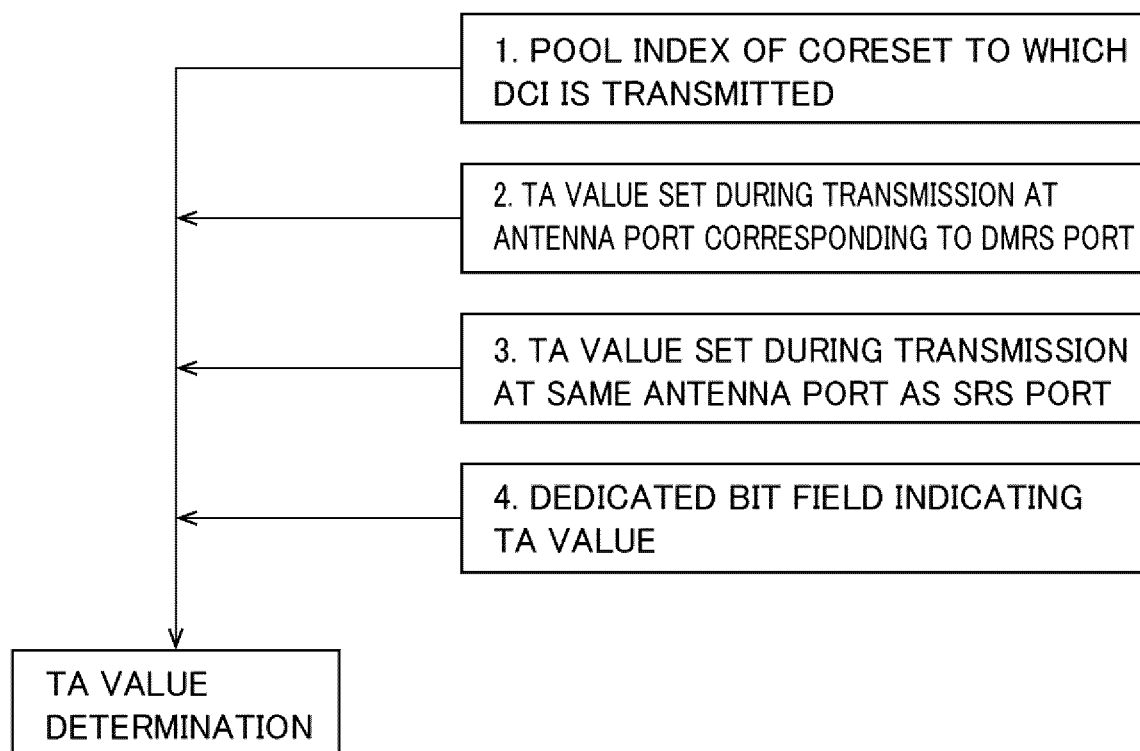 1. POOL INDEX OF CORESET TO WHICH
DCI IS TRANSMITTED
2. TA VALUE SET DURING TRANSMISSION AT
ANTENNA PORT CORRESPONDING TO DMRS PORT
3. TA VALUE SET DURING TRANSMISSION
AT SAME ANTENNA PORT AS SRS PORT
4. DEDICATED BIT FIELD INDICATING
TA VALUE
TA VALUE
DETERMINATION